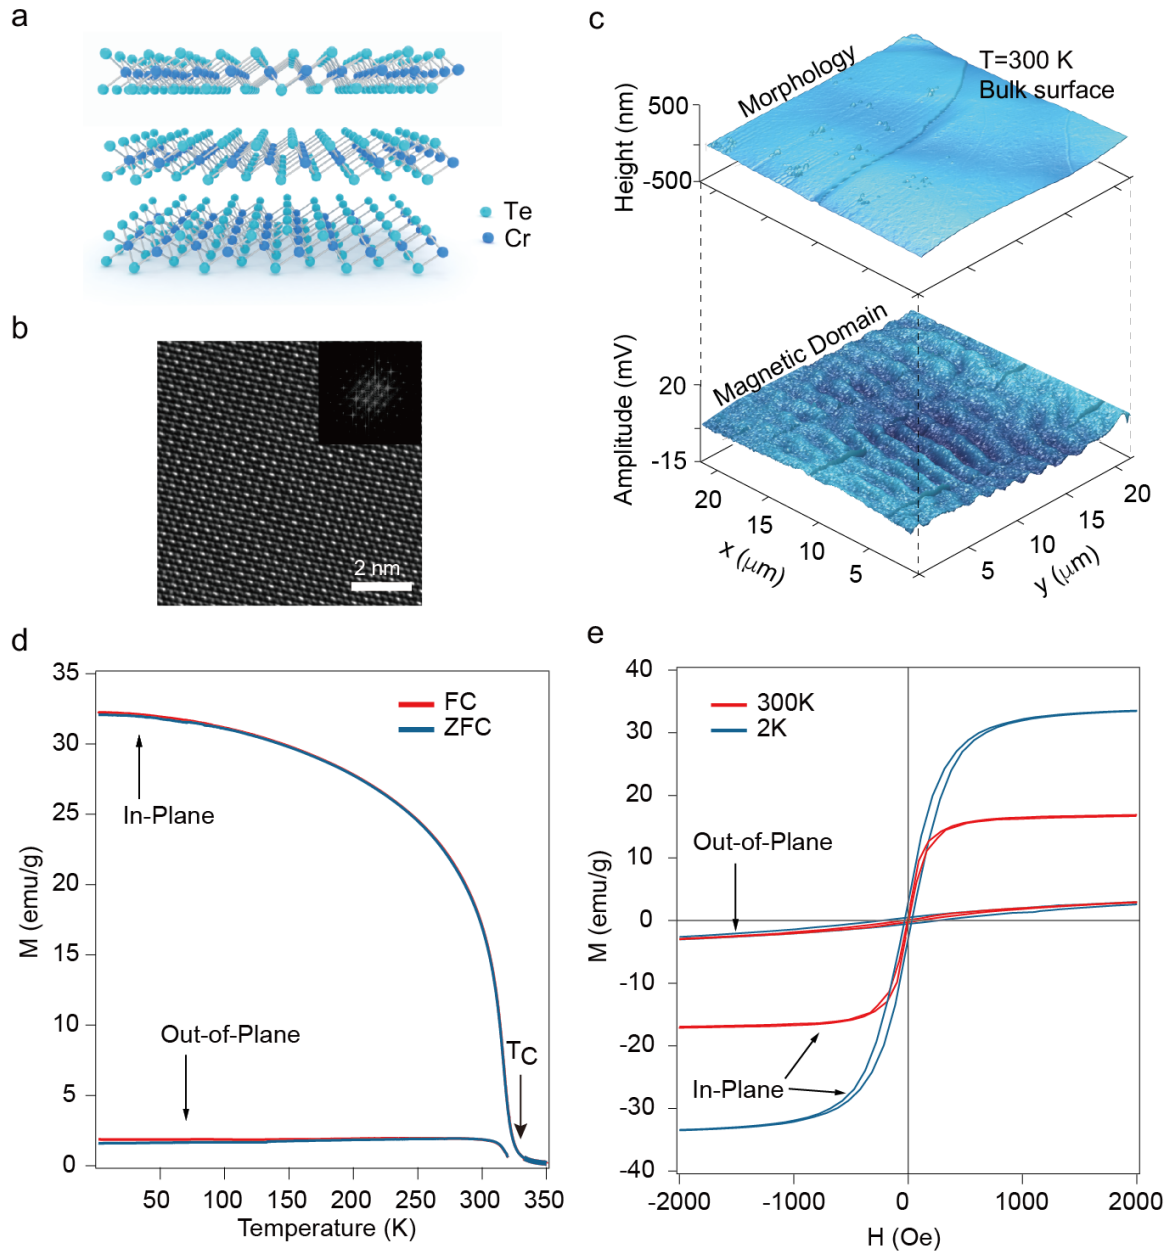 a
Te
Cr
b
2 nm
c
T=300 K
Bulk surface
Morphology
Height (nm)
500
-500
Magnetic Domain
Amplitude (mV)
20
-15
20
15
10
5
x (μm)
5
10
15
20
y (μm)
d
35
30
25
20
15
10
5
0
M (emu/g)
FC
ZFC
In-Plane
Out-of-Plane
TC
50
100
150
200
250
300
350
Temperature (K)
e
40
30
20
10
0
-10
-20
-30
-40
M (emu/g)
300K
2K
Out-of-Plane
In-Plane
-2000
-1000
0
1000
2000
H (Oe)